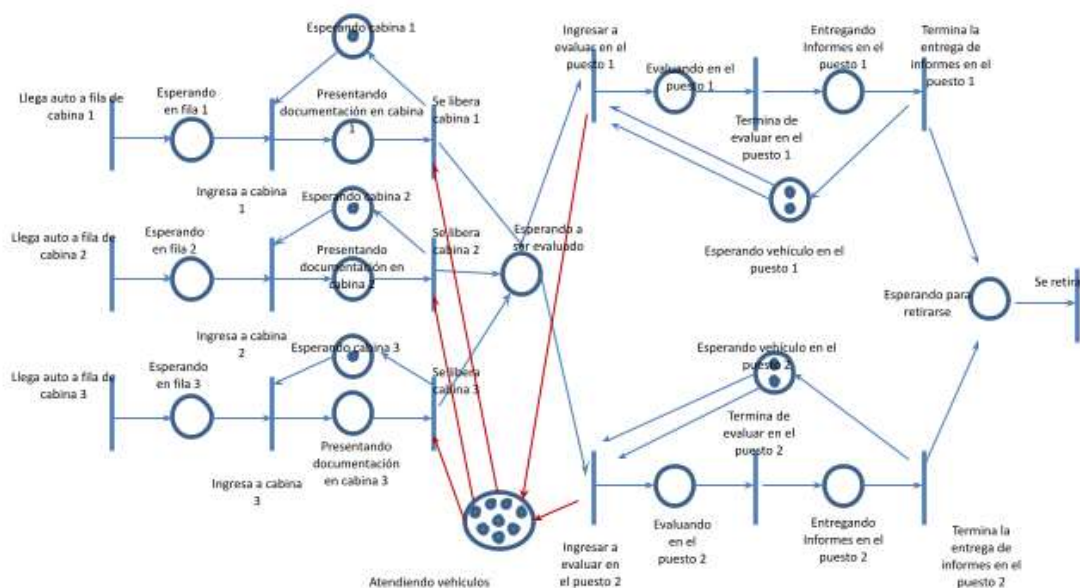 Esperando cabina 1
Llega auto a fila de
cabina 1
Esperando
en fila 1
Presentando
documentación en cabina
1
Se libera
cabina 1
Ingresa a cabina
1
Ingresar a
evaluar en el
puesto 1
Evaluando en el
puesto 1
Entregando
Informes en el
puesto 1
Termina la
entrega de
informes en el
puesto 1
Termina de
evaluar en el
puesto 1
Esperando vehículo en el
puesto 1
Llega auto a fila de
cabina 2
Esperando
en fila 2
Esperando cabina 2
Presentando
documentación en
cabina 2
Se libera
cabina 2
Ingresa a cabina
2
Esperando a
ser evaluado
Esperando para
retirarse
Se retira
Llega auto a fila de
cabina 3
Esperando
en fila 3
Esperando cabina 3
Se libera
cabina 3
Presentando
documentación
en cabina 3
Ingresa a cabina
3
Esperando vehículo en el
puesto 2
Termina de
evaluar en el
puesto 2
Atendiendo vehículos
Ingresar a
evaluar en
el puesto 2
Evaluando
en el
puesto 2
Entregando
Informes en el
puesto 2
Termina la
entrega de
informes en el
puesto 2